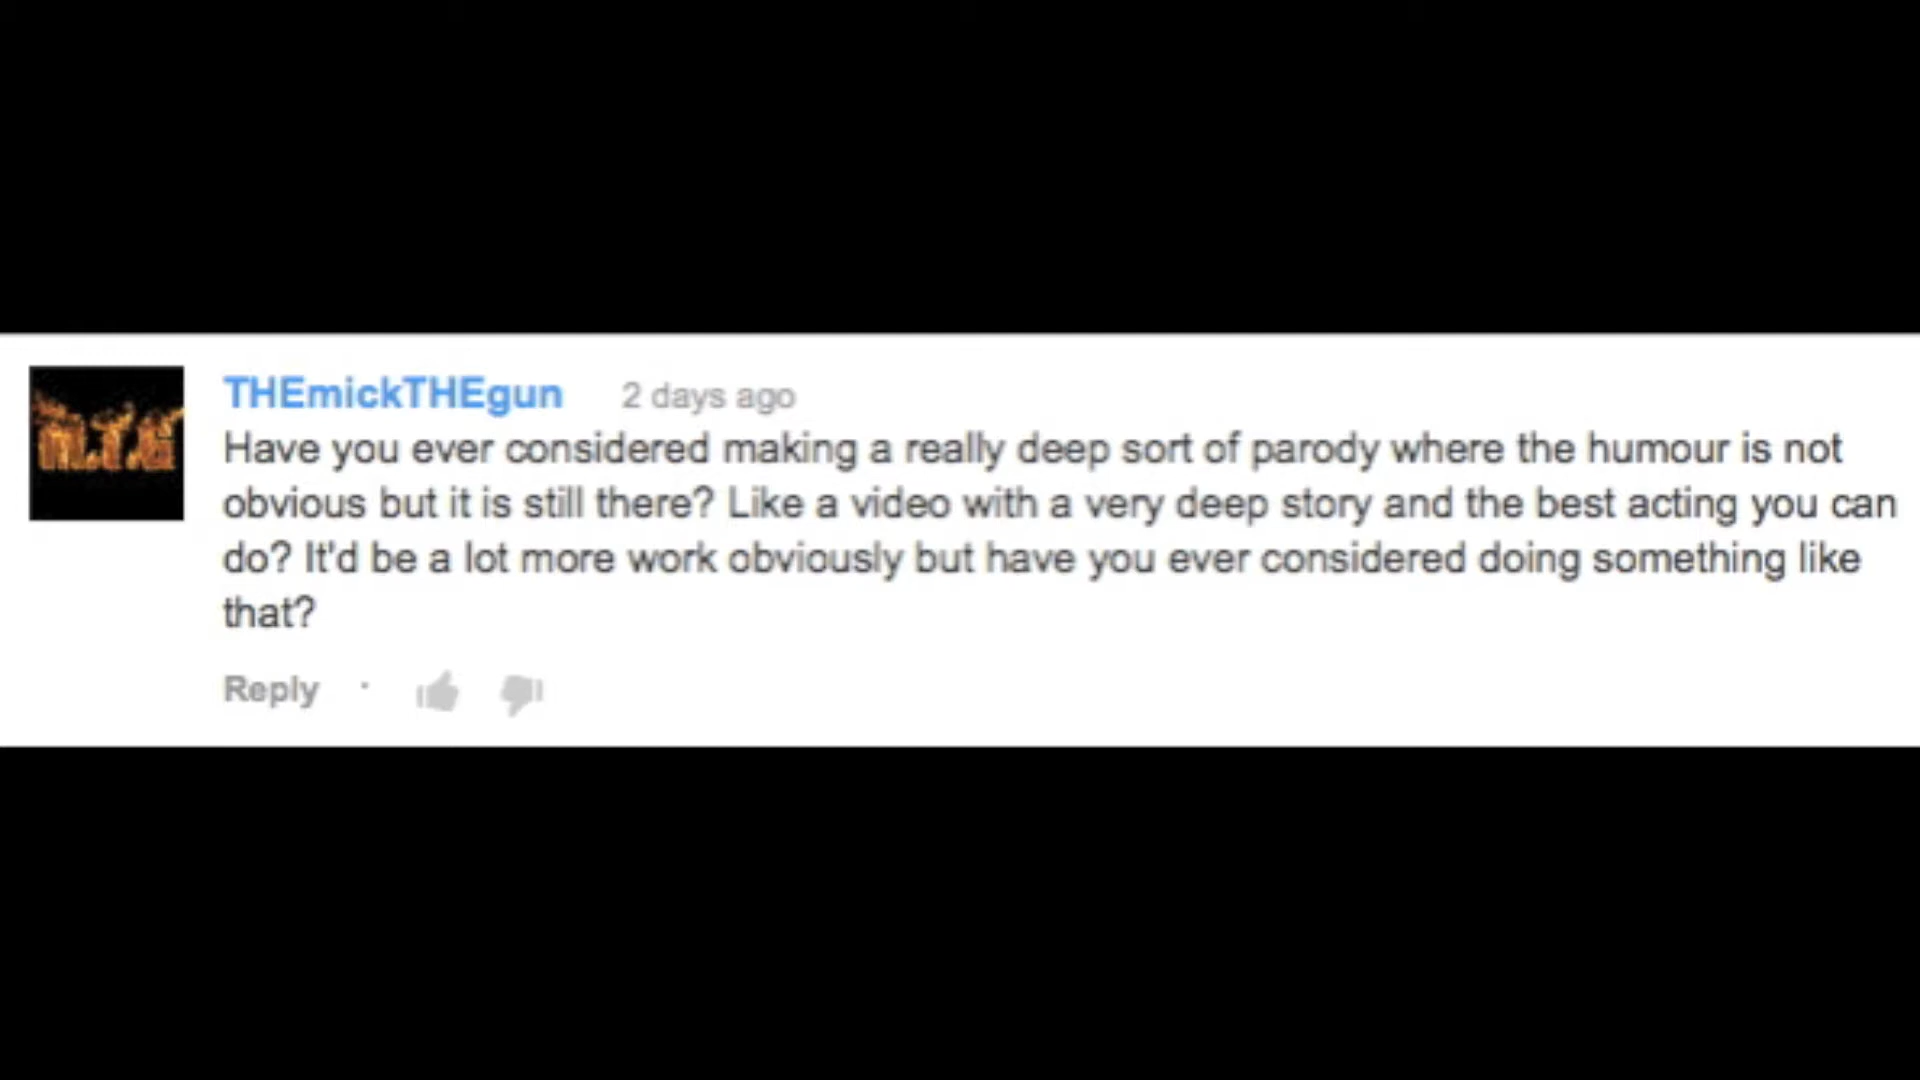 THEmickTHEgun 2 days ago
Have you ever considered making a really deep sort of parody where the humour is not
obvious but it is still there? Like a video with a very deep story and the best acting you can
do? It'd be a lot more work obviously but have you ever considered doing something like
that?
Reply ·